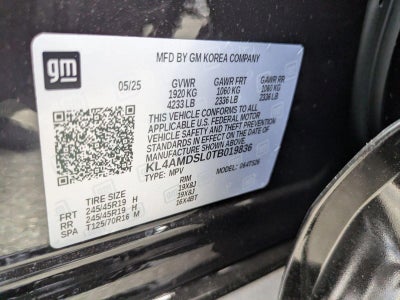 gm
MFD BY GM KOREA COMPANY
05/25 GVWR GAWR FRT GAWR RR
1920 KG 1060 KG 1060 KG
4233 LB 2336 LB 2336 LB
THIS VEHICLE CONFORMS TO ALL
APPLICABLE U.S. FEDERAL MOTOR
VEHICLE SAFETY AND THEFT PREVENTION
STANDARDS IN EFFECT ON THE DATE OF
MANUFACTURE SHOWN ABOVE.
KL4AMDSL0TB019836
TYPE: MPV MODEL:
TIRE SIZE RIM
FRT 245/45R19 H 19X8J
RR 245/45R19 H 19X8J
SPA T125/70R16 M 16X4BT